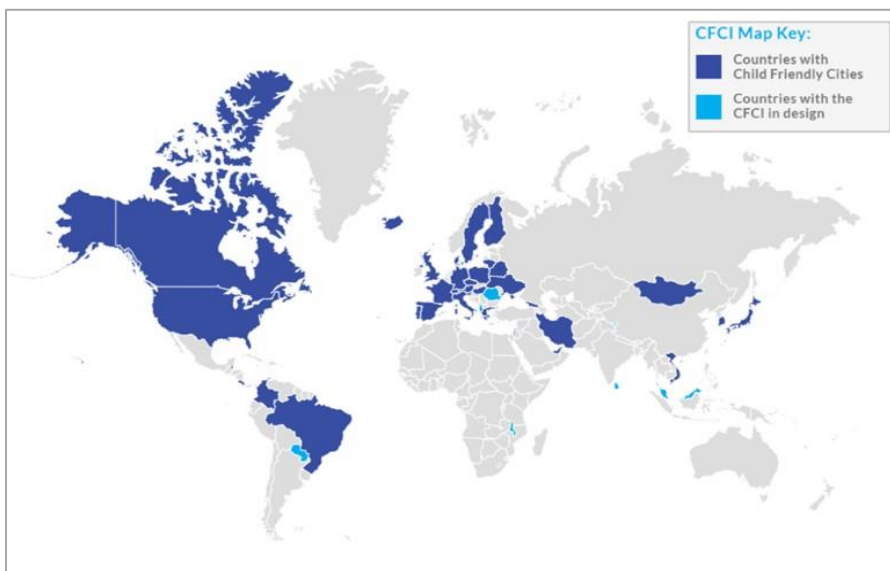 CFCI Map Key:
Countries with
Child Friendly Cities
Countries with the
CFCI in design